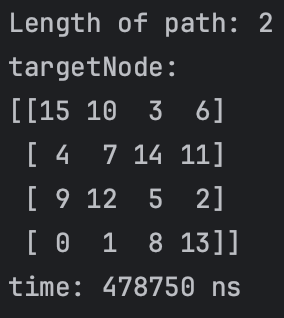 Length of path: 2
targetNode:
[[15 10  3  6]
 [ 4  7 14 11]
 [ 9 12  5  2]
 [ 0  1  8 13]]
time: 478750 ns